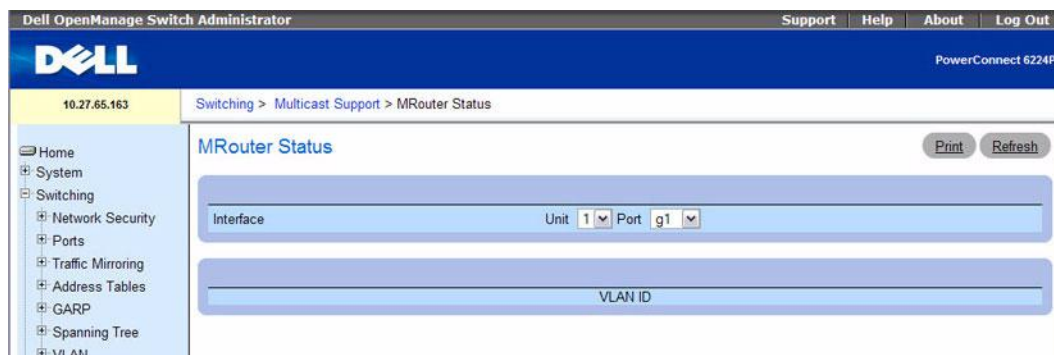 Dell OpenManage Switch Administrator
Support Help About Log Out
DELL
PowerConnect 6224P
10.27.65.163
Switching > Multicast Support > MRouter Status
Home
System
Switching
Network Security
Ports
Traffic Mirroring
Address Tables
GARP
Spanning Tree
VLAN
MRouter Status
Print Refresh
Interface Unit 1 Port g1
VLAN ID